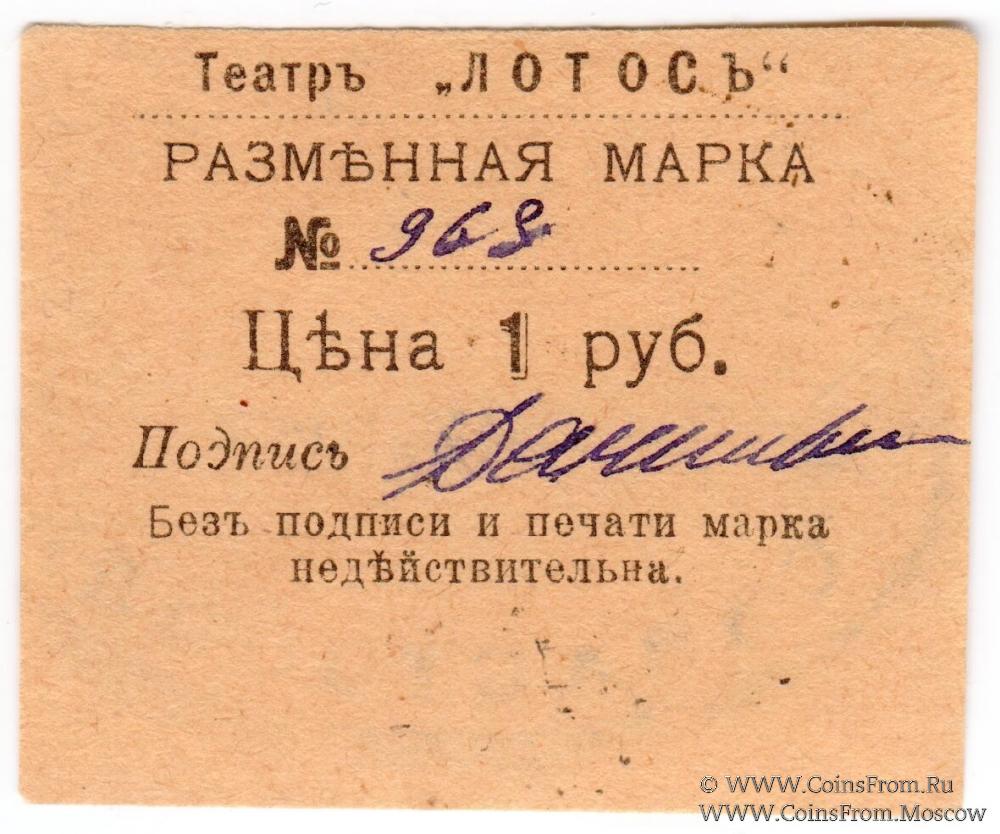 Театръ „ЛОТОСЪ“
РАЗМѢННАЯ МАРКА
№ 968
Цѣна 1 руб.
Подпись
Безъ подписи и печати марка
недѣйствительна.
© WWW.CoinsFrom.Ru
WWW.CoinsFrom.Moscow